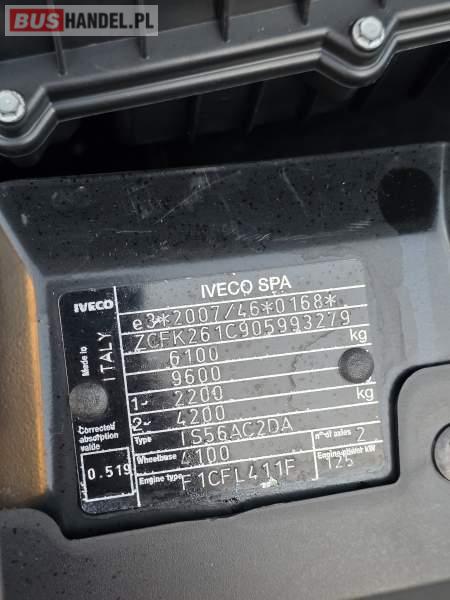 BUSHANDEL.PL
IVECO SPA
IVECO
e3*2007/46*0168*
ZCFK261C905993279
6100 kg
9600
1- 2200 kg
2- 4200
Made in ITALY
Type IS56AC2DA
n° of axles 2
Wheelbase 4100
Engine type F1CFL411F
Engine power kW 125
Corrected
absorption
value
0.519